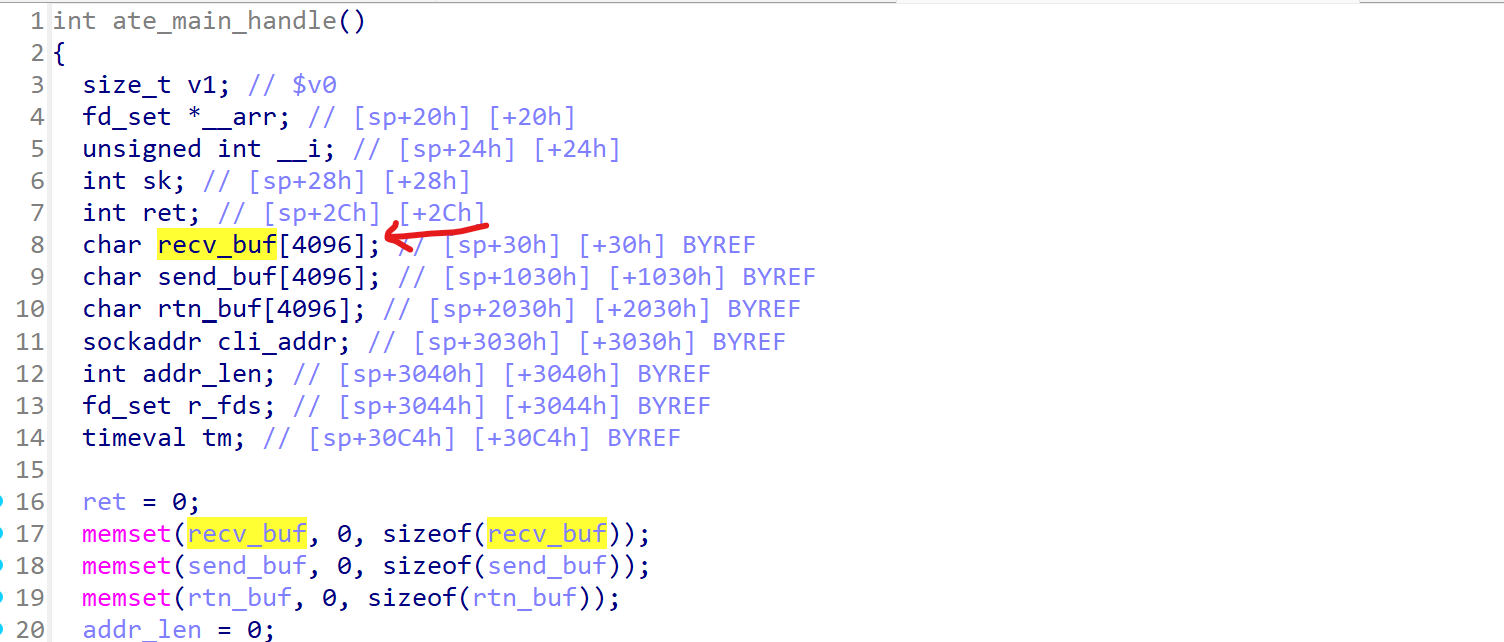 1 int ate_main_handle()
2 {
3 size_t v1; // $v0
4 fd_set *__arr; // [sp+20h] [+20h]
5 unsigned int __i; // [sp+24h] [+24h]
6 int sk; // [sp+28h] [+28h]
7 int ret; // [sp+2Ch] [+2Ch]
8 char recv_buf[4096]; // [sp+30h] [+30h] BYREF
9 char send_buf[4096]; // [sp+1030h] [+1030h] BYREF
10 char rtn_buf[4096]; // [sp+2030h] [+2030h] BYREF
11 sockaddr cli_addr; // [sp+3030h] [+3030h] BYREF
12 int addr_len; // [sp+3040h] [+3040h] BYREF
13 fd_set r_fds; // [sp+3044h] [+3044h] BYREF
14 timeval tm; // [sp+30C4h] [+30C4h] BYREF
15
16 ret = 0;
17 memset(recv_buf, 0, sizeof(recv_buf));
18 memset(send_buf, 0, sizeof(send_buf));
19 memset(rtn_buf, 0, sizeof(rtn_buf));
20 addr_len = 0;